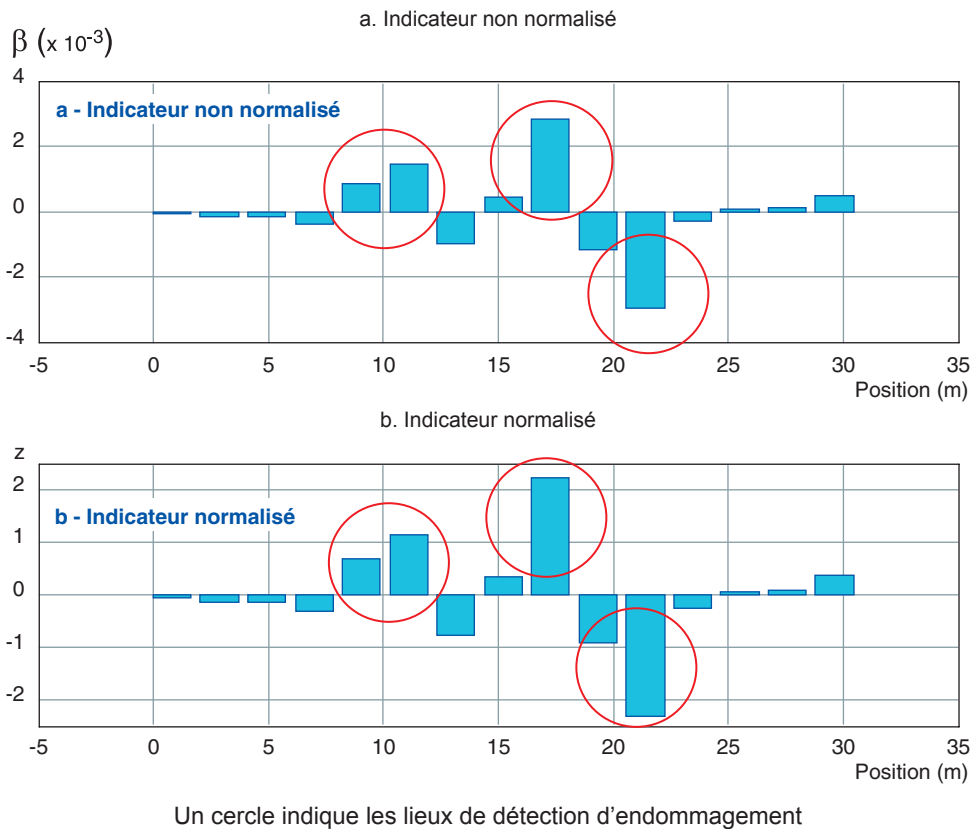 a. Indicateur non normalisé
β (x 10⁻³)
4
a - Indicateur non normalisé
2
0
-2
-4
-5 0 5 10 15 20 25 30 35
Position (m)
b. Indicateur normalisé
z
2
b - Indicateur normalisé
1
0
-1
-2
-5 0 5 10 15 20 25 30 35
Position (m)
Un cercle indique les lieux de détection d’endommagement